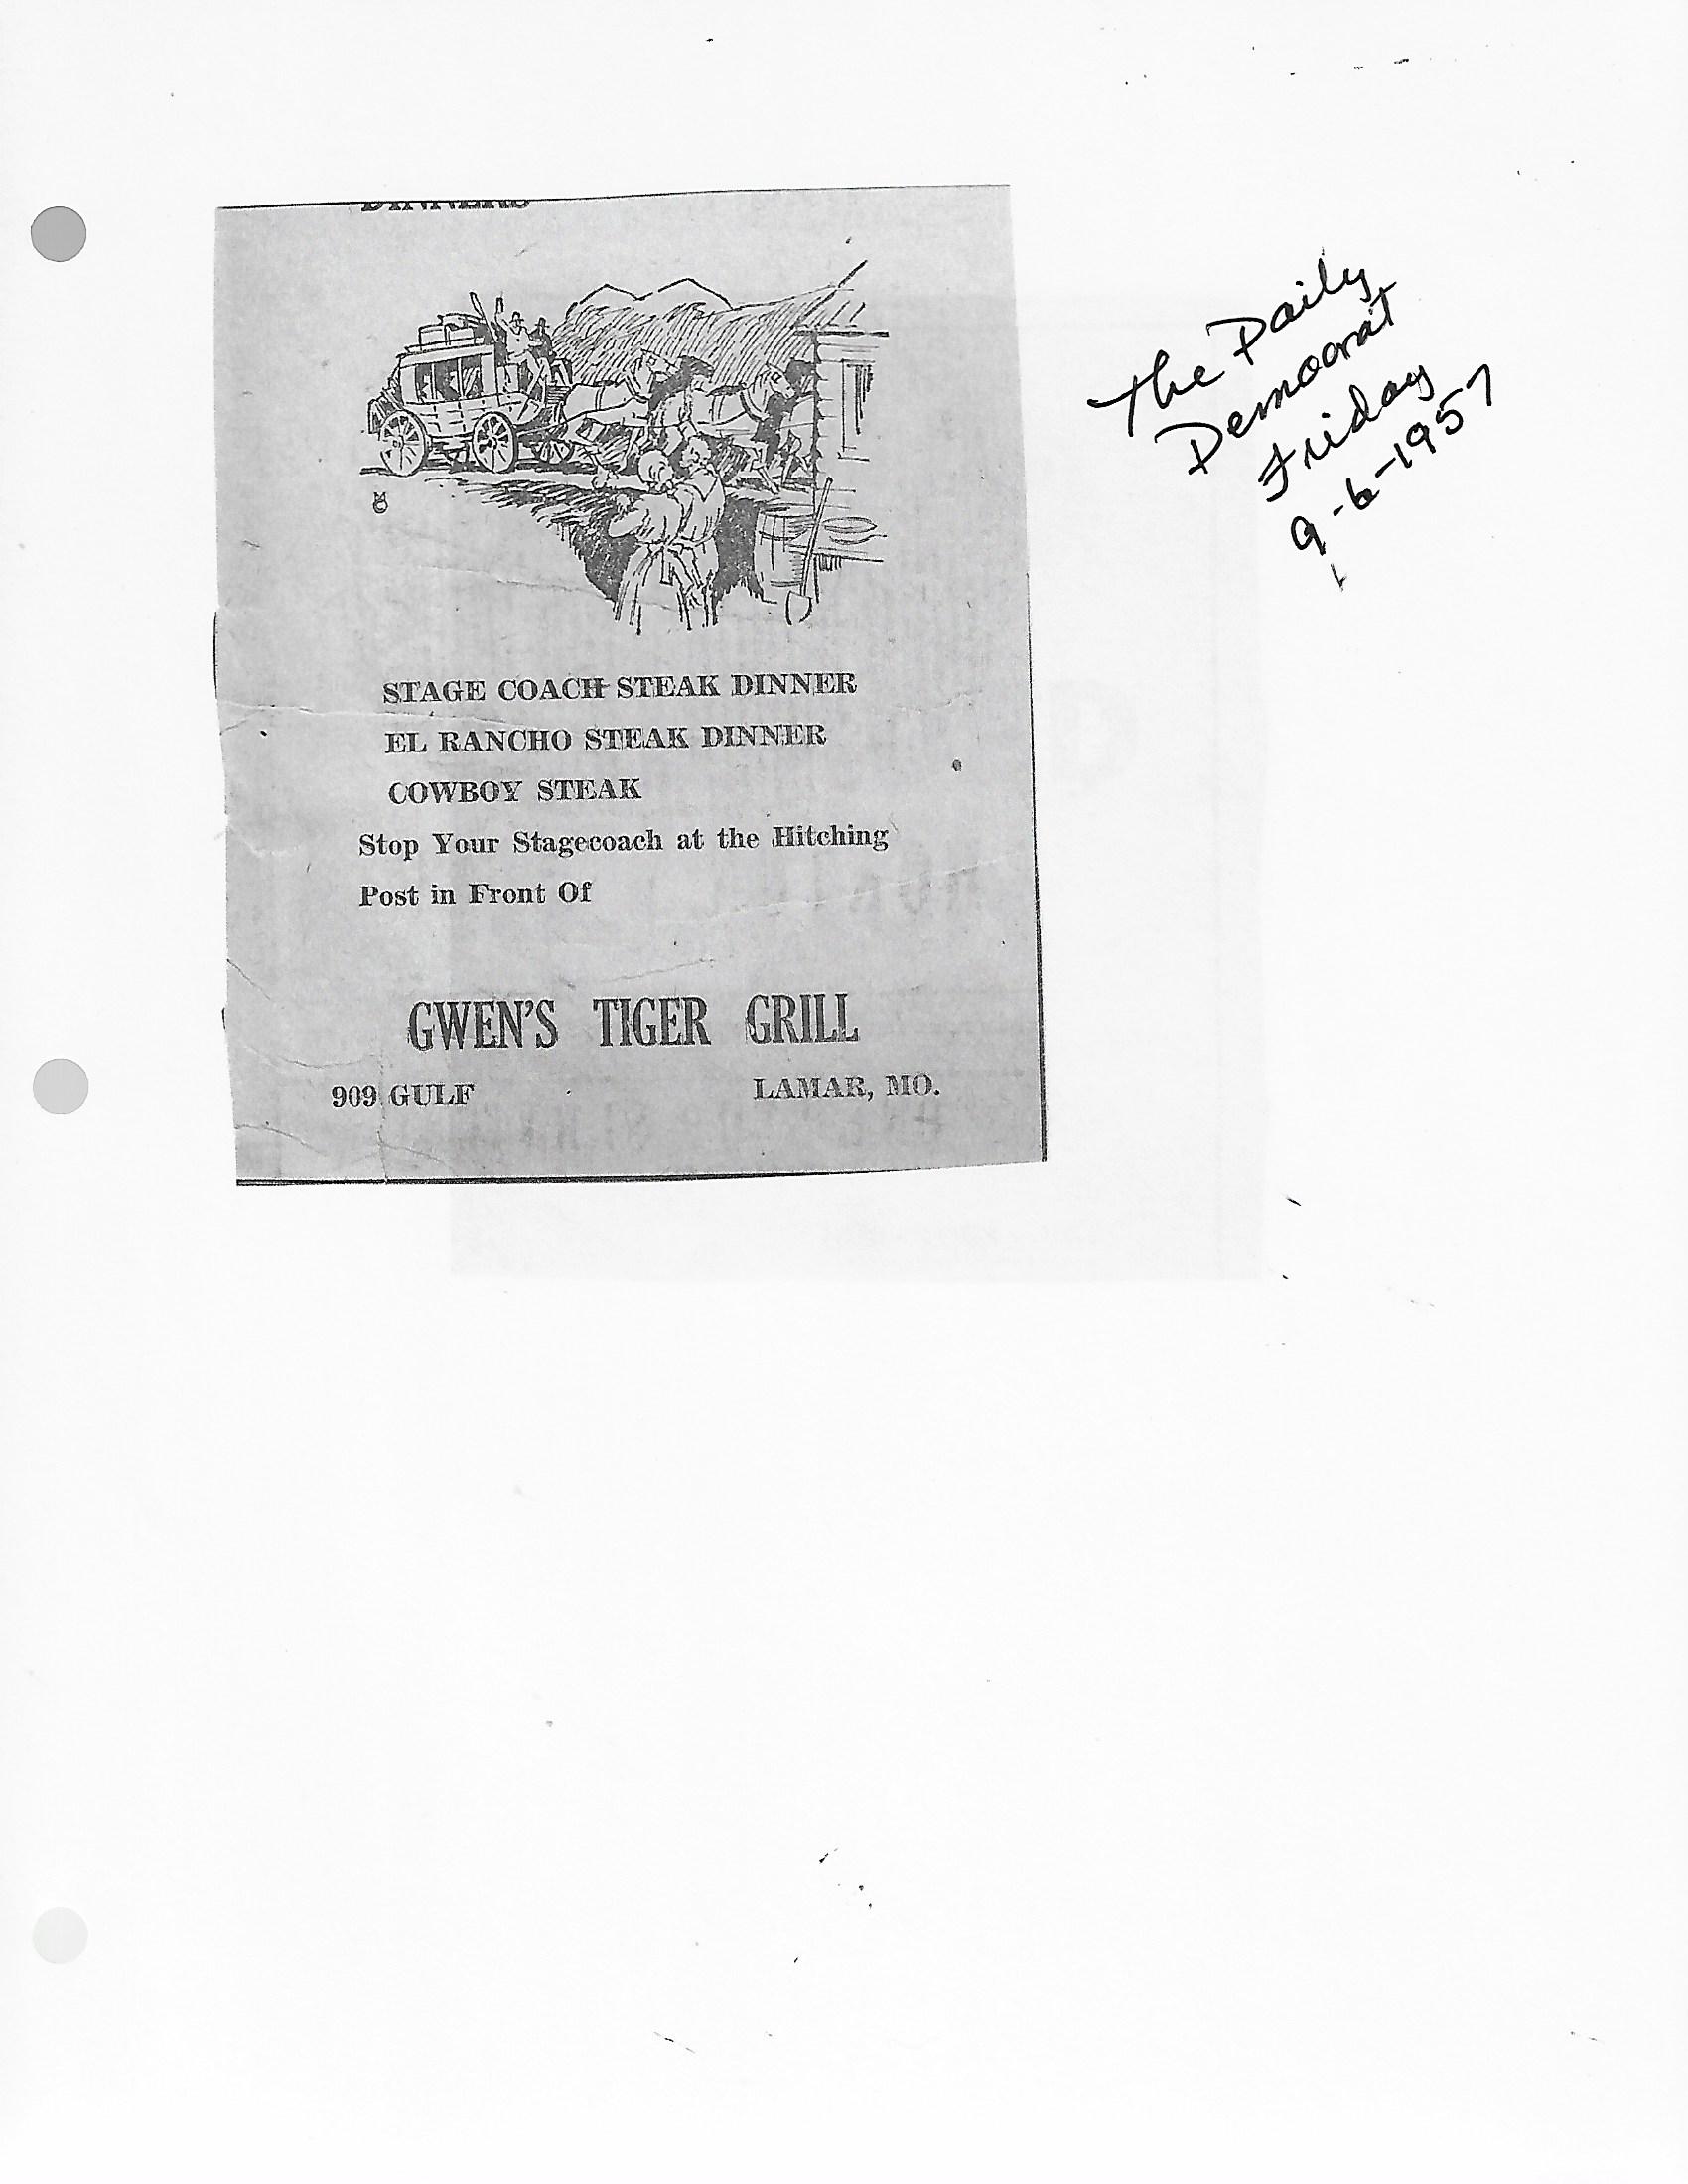 DINNERS
STAGE COACH STEAK DINNER
EL RANCHO STEAK DINNER
COWBOY STEAK
Stop Your Stagecoach at the Hitching
Post in Front Of
GWEN'S TIGER GRILL
909 GULF LAMAR, MO.
The Daily
Democrat
Friday
9-6-1957